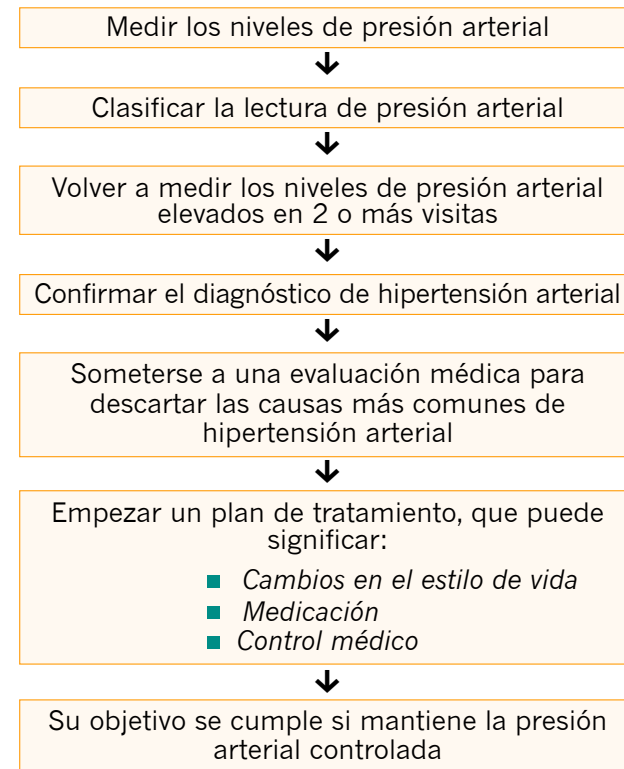 Medir los niveles de presión arterial
Clasificar la lectura de presión arterial
Volver a medir los niveles de presión arterial
elevados en 2 o más visitas
Confirmar el diagnóstico de hipertensión arterial
Someterse a una evaluación médica para
descartar las causas más comunes de
hipertensión arterial
Empezar un plan de tratamiento, que puede
significar:
Cambios en el estilo de vida
Medicación
Control médico
Su objetivo se cumple si mantiene la presión
arterial controlada